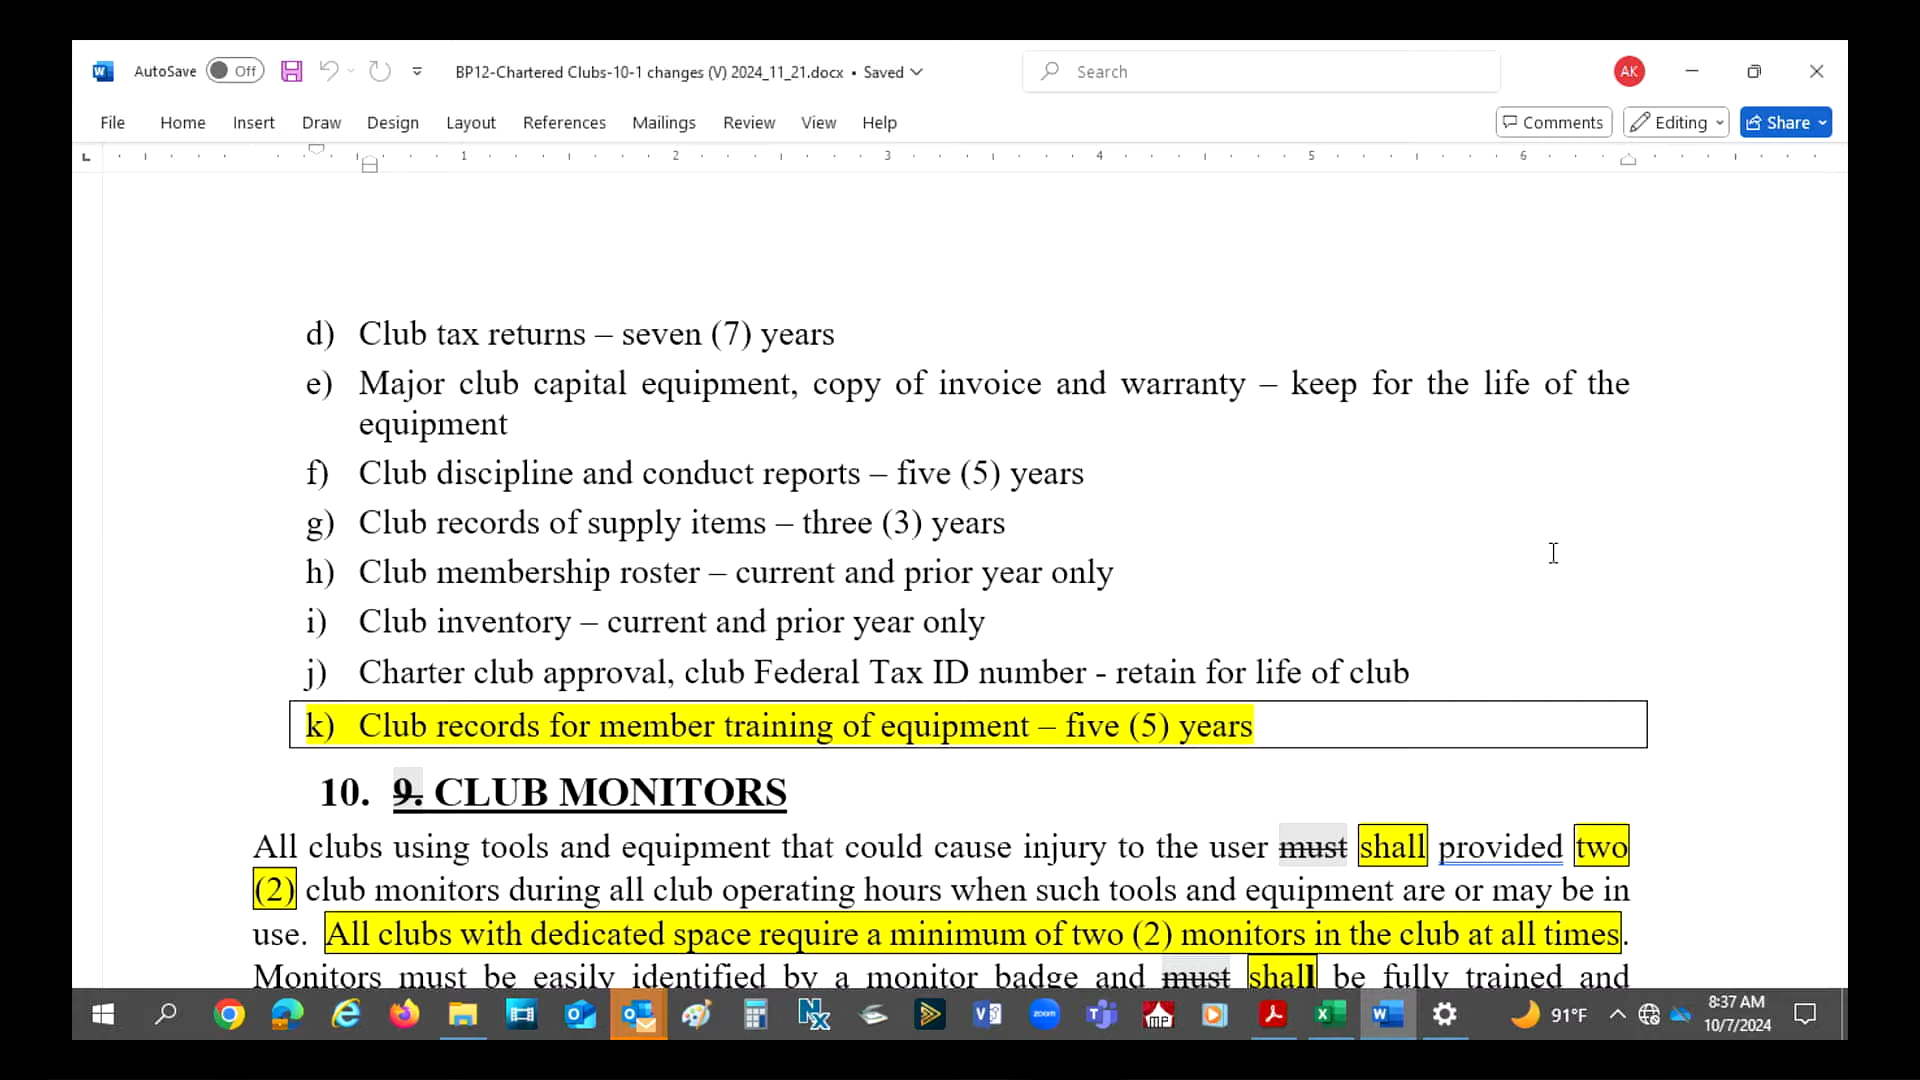 AutoSave Off BP12-Chartered Clubs-10-1 changes (V) 2024_11_21.docx • Saved Search AK
File Home Insert Draw Design Layout References Mailings Review View Help Comments Editing Share
1 2 3 4 5 6
d) Club tax returns – seven (7) years
e) Major club capital equipment, copy of invoice and warranty – keep for the life of the
equipment
f) Club discipline and conduct reports – five (5) years
g) Club records of supply items – three (3) years
h) Club membership roster – current and prior year only
i) Club inventory – current and prior year only
j) Charter club approval, club Federal Tax ID number - retain for life of club
k) Club records for member training of equipment – five (5) years
10. 9. CLUB MONITORS
All clubs using tools and equipment that could cause injury to the user must shall provided two
(2) club monitors during all club operating hours when such tools and equipment are or may be in
use. All clubs with dedicated space require a minimum of two (2) monitors in the club at all times.
Monitors must be easily identified by a monitor badge and must shall be fully trained and
zoom MP 91°F 8:37 AM
10/7/2024